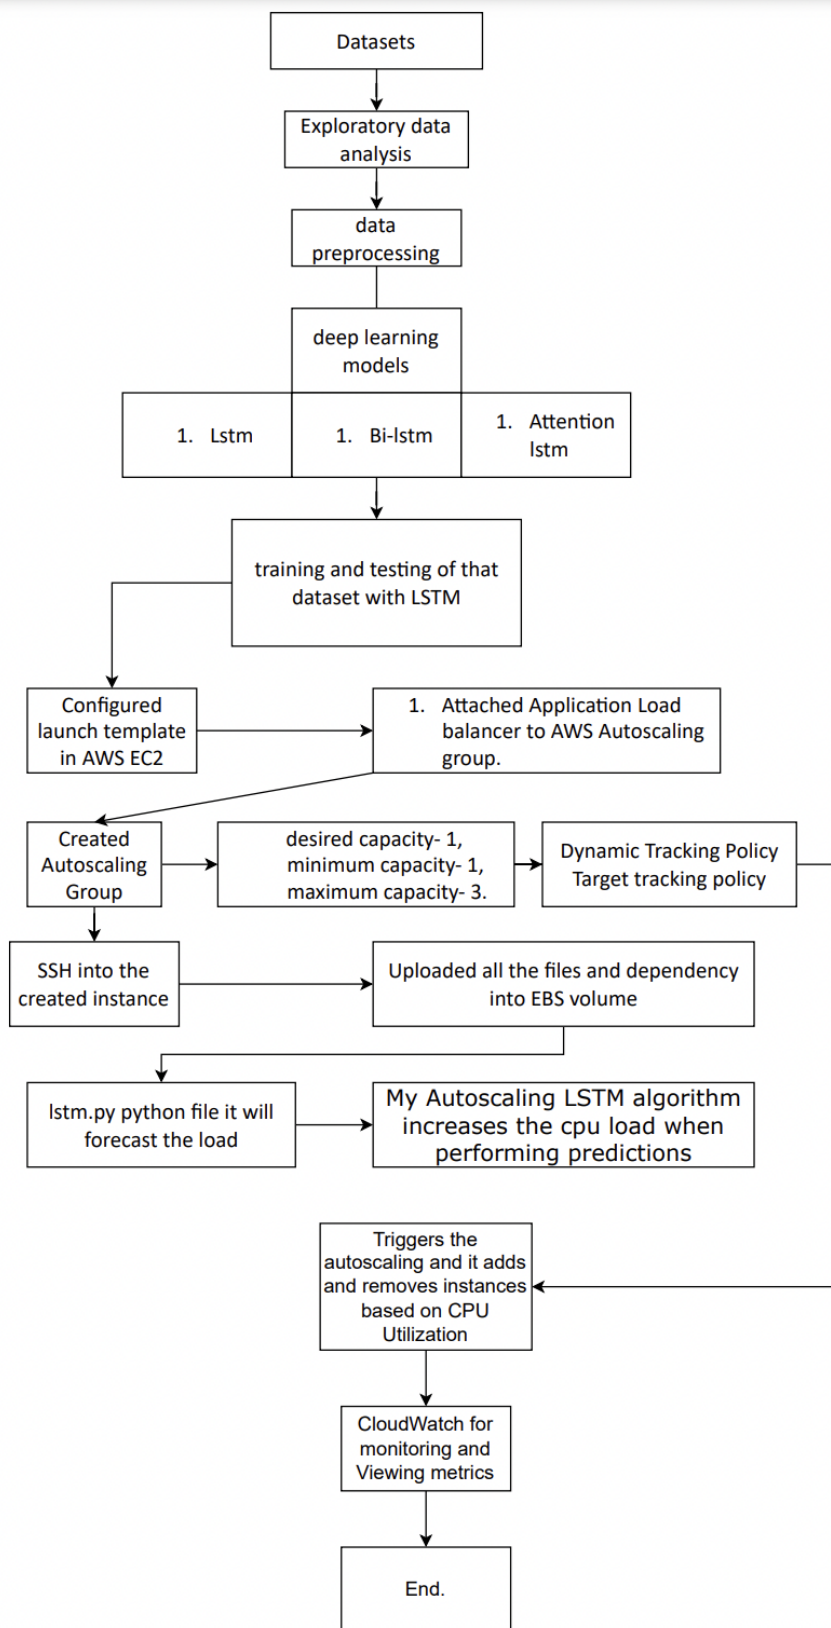 Datasets
Exploratory data
analysis
data
preprocessing
deep learning
models
1. Lstm
1. Bi-lstm
1. Attention
lstm
training and testing of that
dataset with LSTM
Configured
launch template
in AWS EC2
1. Attached Application Load
balancer to AWS Autoscaling
group.
Created
Autoscaling
Group
desired capacity- 1,
minimum capacity- 1,
maximum capacity- 3.
Dynamic Tracking Policy
Target tracking policy
SSH into the
created instance
Uploaded all the files and dependency
into EBS volume
lstm.py python file it will
forecast the load
My Autoscaling LSTM algorithm
increases the cpu load when
performing predictions
Triggers the
autoscaling and it adds
and removes instances
based on CPU
Utilization
CloudWatch for
monitoring and
Viewing metrics
End.